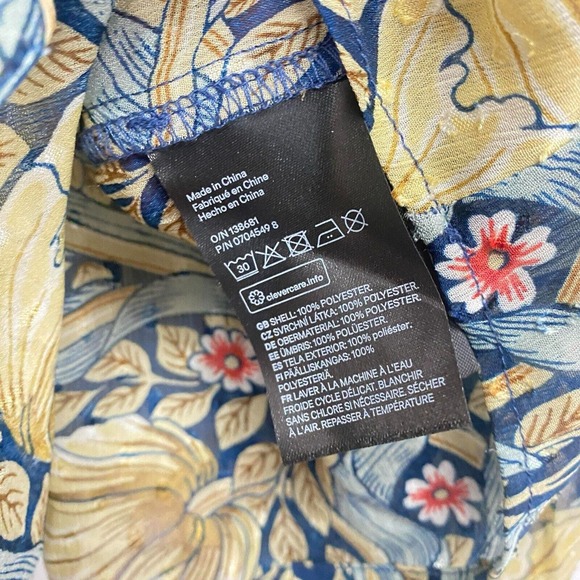 Made in China
Fabriqué en Chine
Hecho en China
O/N 138681
P/N 0704549 8
30
clevercare.info
GB SHELL: 100% POLYESTER.
CZ SVRCHNÍ LÁTKA: 100% POLYESTER.
DE OBERMATERIAL: 100% POLYESTER.
EE ÜMBRIS: 100% POLÜESTER.
ES TELA EXTERIOR: 100% poliéster.
FI PÄÄLLISKANGAS: 100%
POLYESTERIÄ.
FR LAVER À LA MACHINE À L'EAU
FROIDE CYCLE DÉLICAT. BLANCHIR
SANS CHLORE SI NÉCESSAIRE. SÉCHER
À L'AIR. REPASSER À TEMPÉRATURE